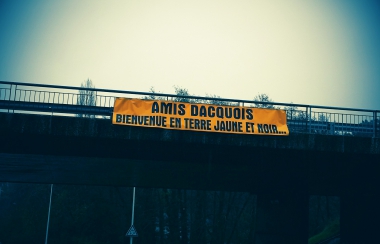 AMIS DACQUOIS
BIENVENUE EN TERRE JAUNE ET NOIR...